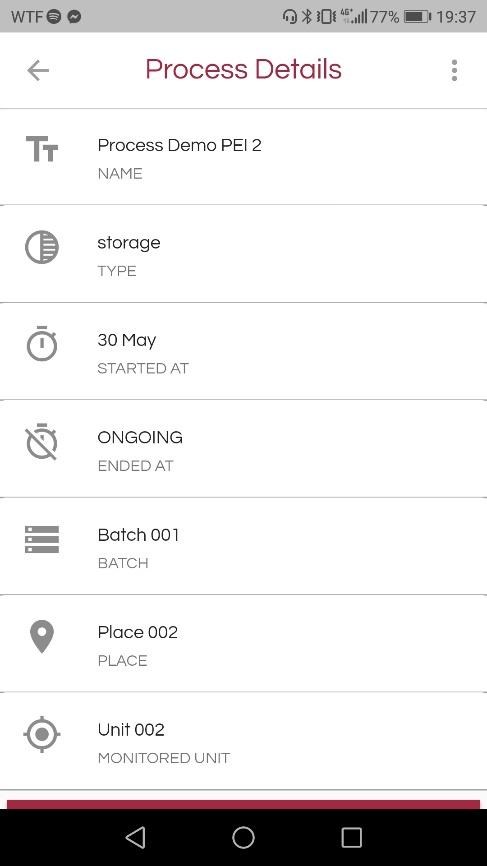 WTF 4G+ 77% 19:37
Process Details
Process Demo PEI 2
NAME
storage
TYPE
30 May
STARTED AT
ONGOING
ENDED AT
Batch 001
BATCH
Place 002
PLACE
Unit 002
MONITORED UNIT